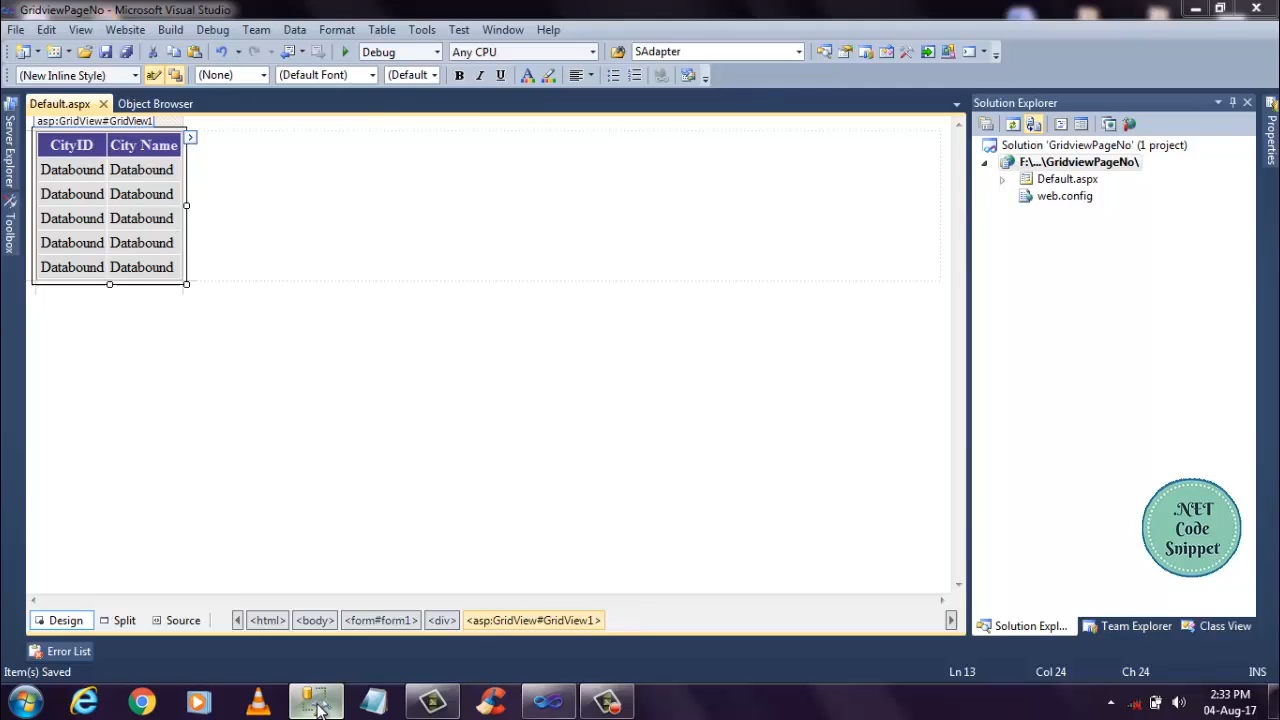 GridviewPageNo - Microsoft Visual Studio
File Edit View Website Build Debug Team Data Format Table Tools Test Window Help
Debug Any CPU SAdapter
(New Inline Style) (None) (Default Font) (Default B I U A
Default.aspx Object Browser
asp:GridView#GridView1
CityID City Name
Databound Databound
Databound Databound
Databound Databound
Databound Databound
Databound Databound
Server Explorer
Toolbox
Solution Explorer
Solution 'GridviewPageNo' (1 project)
F:\...\GridviewPageNo\
Default.aspx
web.config
Properties
.NET
Code
Snippet
Design Split Source <html> <body> <form#form1> <div> <asp:GridView#GridView1>
Solution Expl... Team Explorer Class View
Error List
Item(s) Saved Ln 13 Col 24 Ch 24 INS
2:33 PM
04-Aug-17